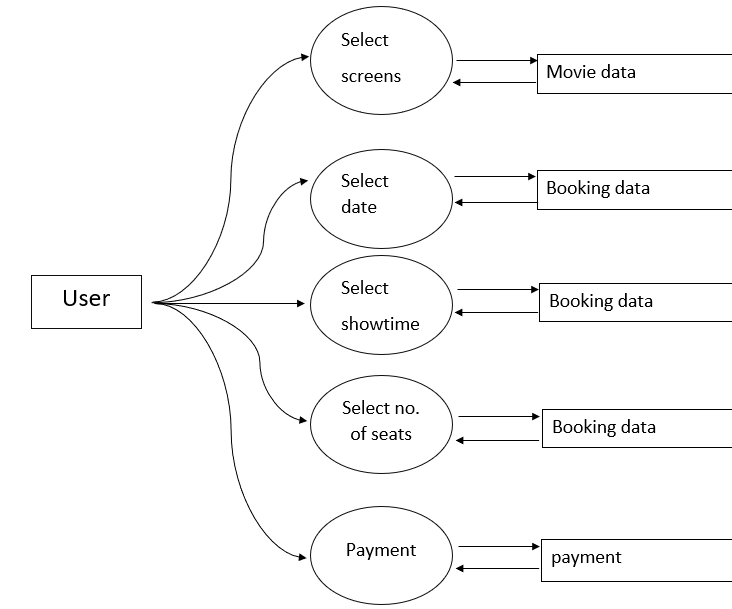 Select
screens
Movie data
Select
date
Booking data
User
Select
showtime
Booking data
Select no.
of seats
Booking data
Payment
payment